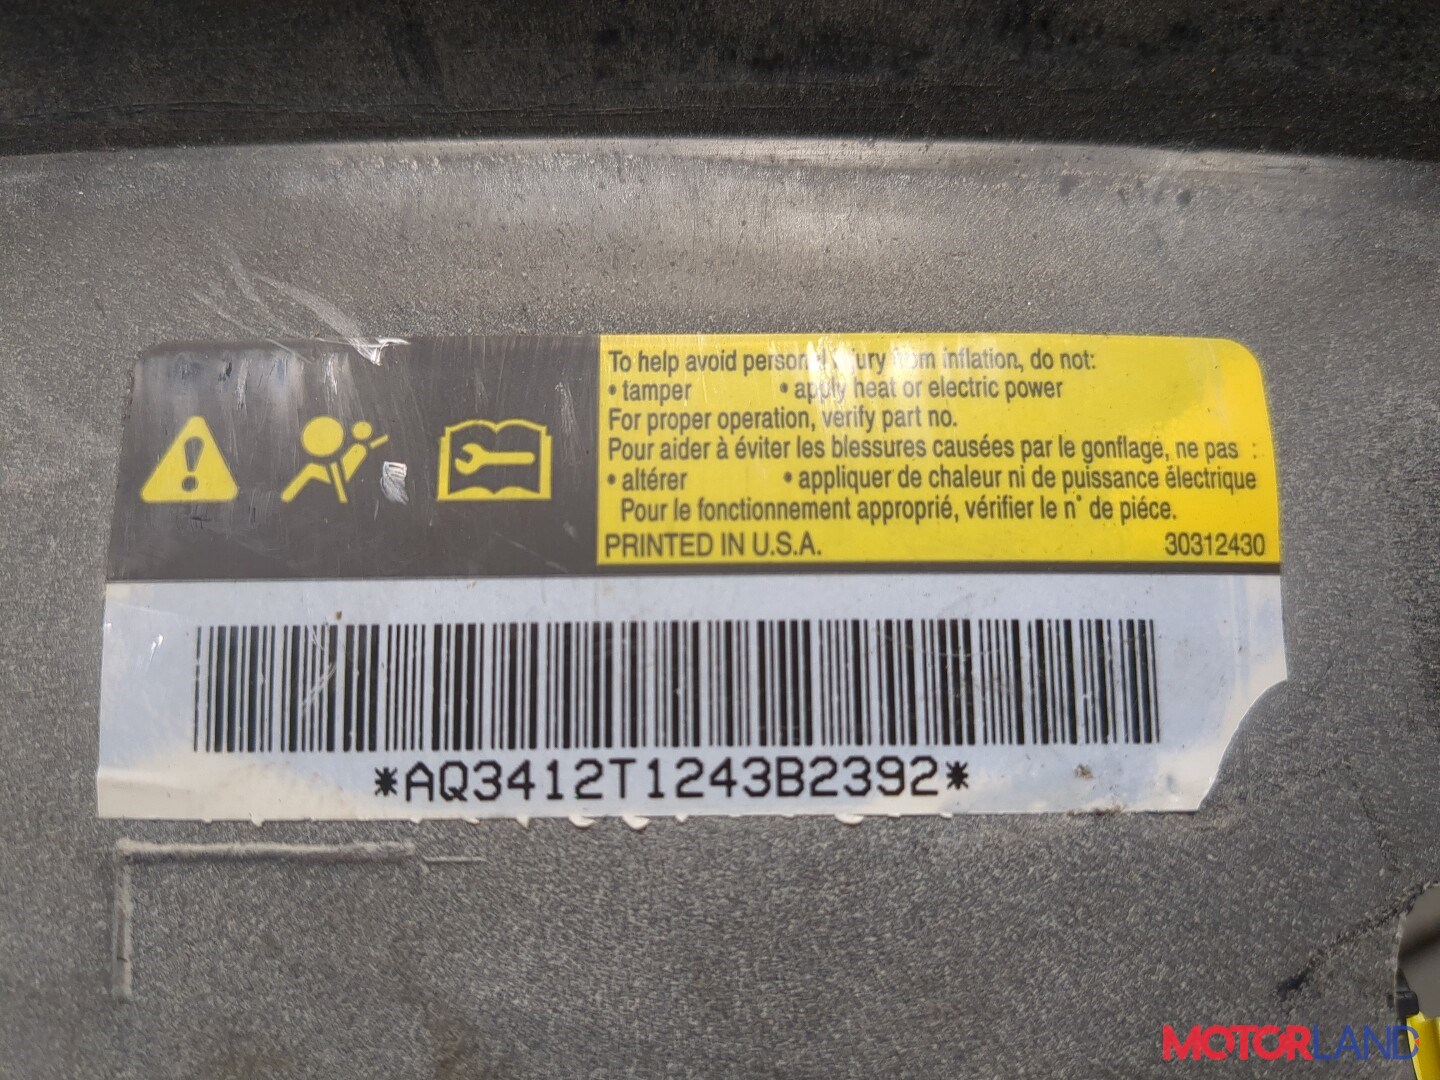 To help avoid personal injury from inflation, do not:
• tamper • apply heat or electric power
For proper operation, verify part no.
Pour aider à éviter les blessures causées par le gonflage, ne pas :
• altérer • appliquer de chaleur ni de puissance électrique
Pour le fonctionnement approprié, vérifier le n° de piéce.
PRINTED IN U.S.A. 30312430
*AQ3412T1243B2392*
MOTORLAND